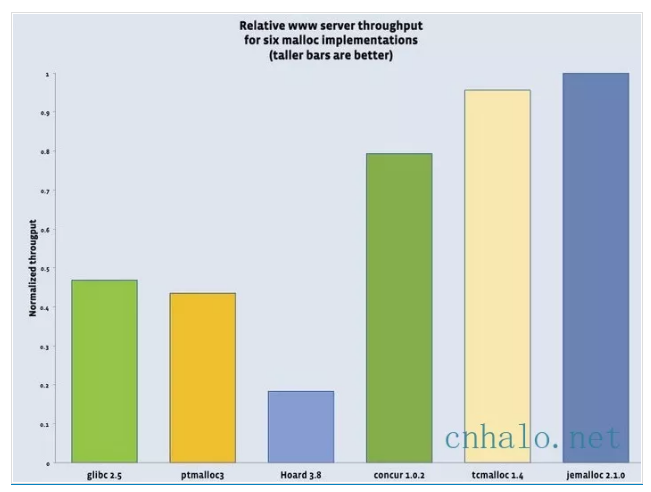 Relative www server throughput
for six malloc implementations
(taller bars are better)
Normalized througput
1
0.9
0.8
0.7
0.6
0.5
0.4
0.3
0.2
0.1
0
glibc 2.5
ptmalloc3
Hoard 3.8
concur 1.0.2
tcmalloc 1.4
jemalloc 2.1.0
cnhalo.net